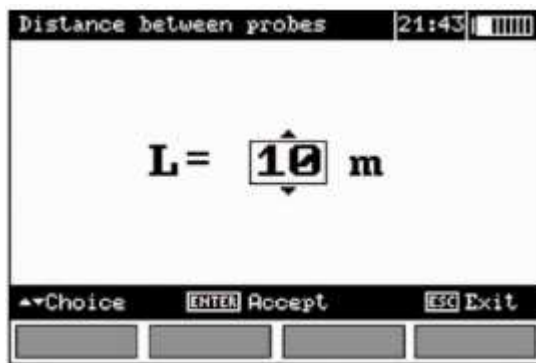 Distance between probes 21:43
L= 10 m
▲▼Choice ENTER Accept ESC Exit